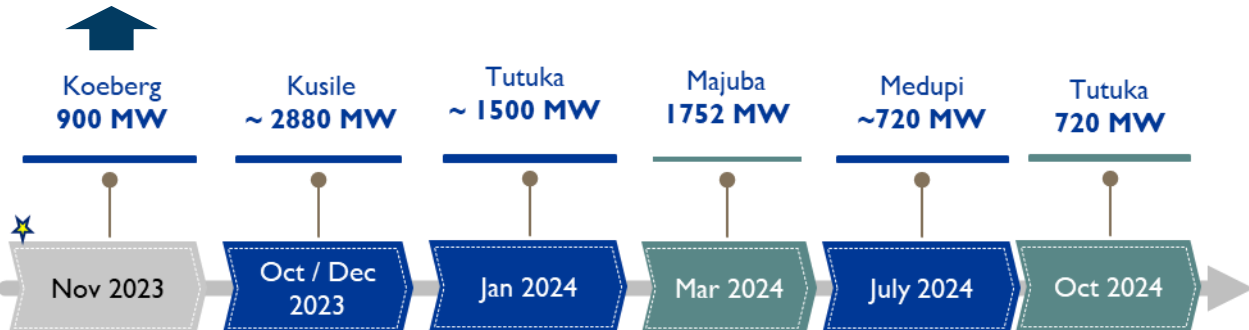 Koeberg
900 MW
Kusile
~ 2880 MW
Tutuka
~ 1500 MW
Majuba
1752 MW
Medupi
~720 MW
Tutuka
720 MW
Nov 2023
Oct / Dec
2023
Jan 2024
Mar 2024
July 2024
Oct 2024